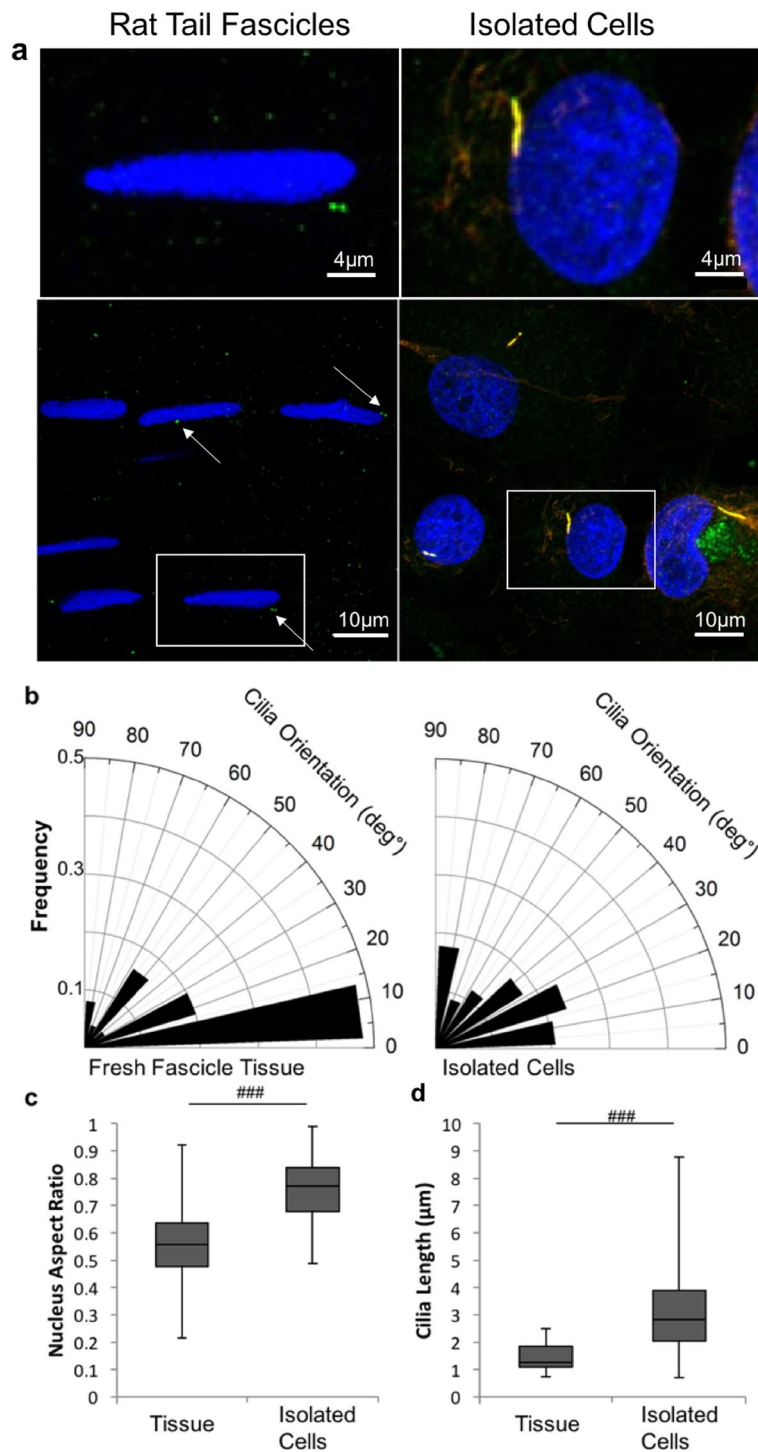 Rat Tail Fascicles
Isolated Cells
a
4µm
4µm
10µm
10µm
b
Cilia Orientation (deg°)
90
80
70
60
50
40
30
20
10
0
0.5
0.3
0.1
Frequency
Fresh Fascicle Tissue
Cilia Orientation (deg°)
90
80
70
60
50
40
30
20
10
0
Isolated Cells
c
###
1
0.9
0.8
0.7
0.6
0.5
0.4
0.3
0.2
0.1
0
Nucleus Aspect Ratio
Tissue
Isolated
Cells
d
###
10
9
8
7
6
5
4
3
2
1
0
Cilia Length (µm)
Tissue
Isolated
Cells